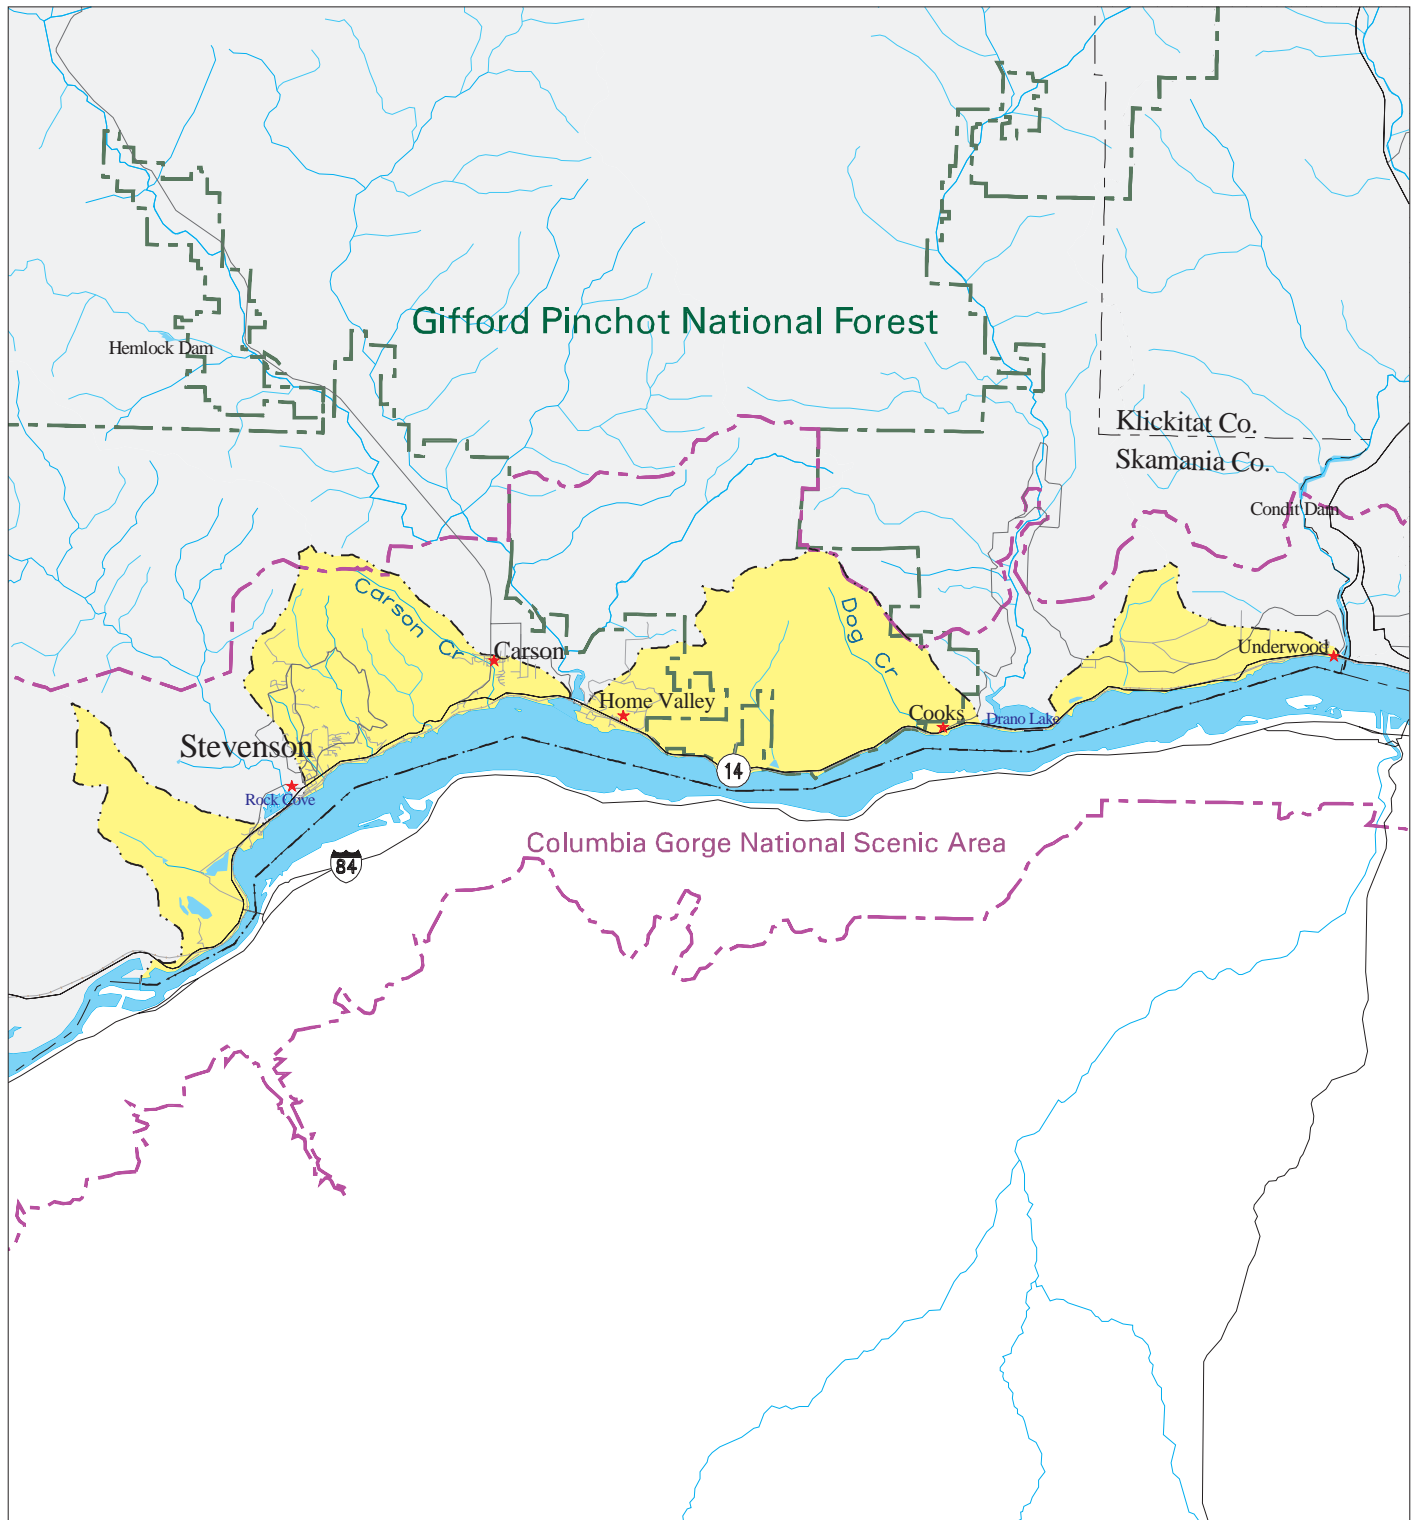 Gifford Pinchot National Forest
Hemlock Dam
Klickitat Co.
Skamania Co.
Condit Dam
Carson Cr
Dog Cr
Carson
Underwood
Home Valley
Cooks
Drano Lake
Stevenson
14
Rock Cove
Columbia Gorge National Scenic Area
84